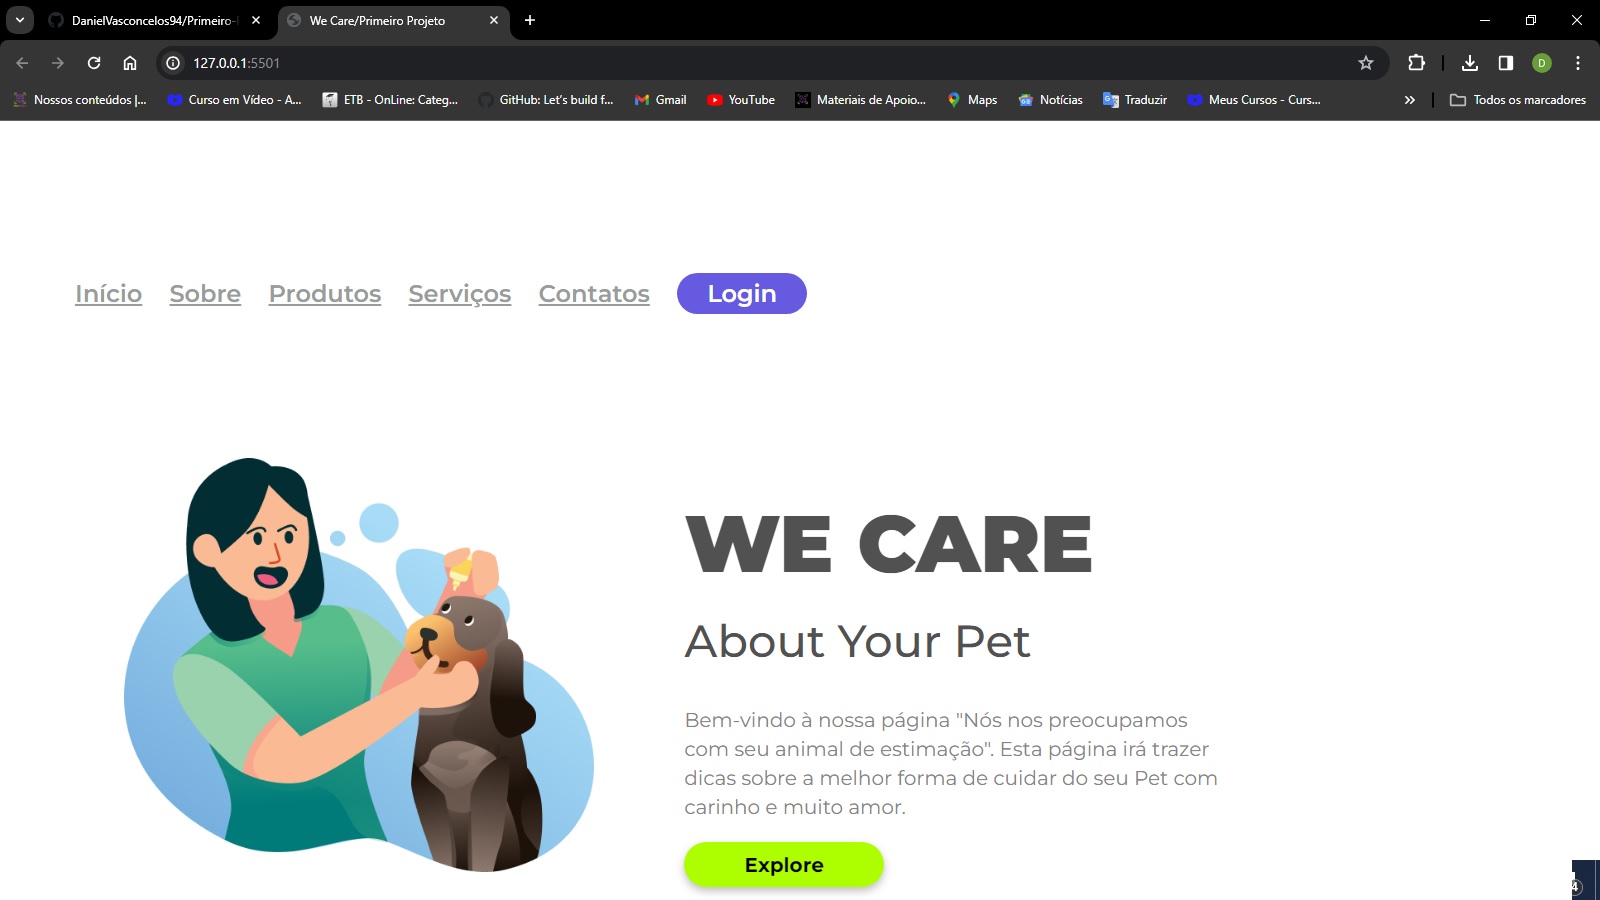 DanielVasconcelos94/Primeiro-
We Care/Primeiro Projeto
127.0.0.1:5501
D
Nossos conteúdos |...
Curso em Vídeo - A...
ETB - OnLine: Categ...
GitHub: Let's build f...
Gmail
YouTube
Materiais de Apoio...
Maps
Notícias
Traduzir
Meus Cursos - Curs...
Todos os marcadores
Início
Sobre
Produtos
Serviços
Contatos
Login
WE CARE
About Your Pet
Bem-vindo à nossa página "Nós nos preocupamos
com seu animal de estimação". Esta página irá trazer
dicas sobre a melhor forma de cuidar do seu Pet com
carinho e muito amor.
Explore
4